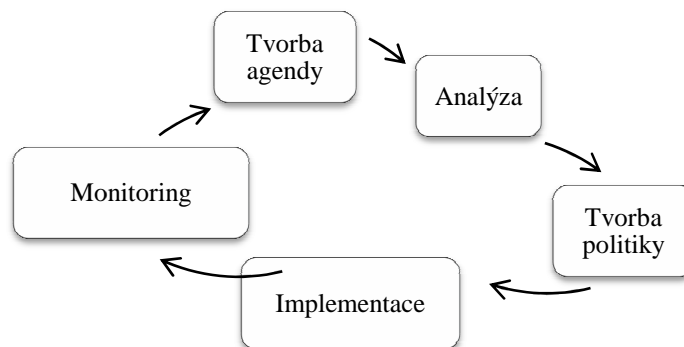 Tvorba
agendy
Analýza
Tvorba
politiky
Implementace
Monitoring